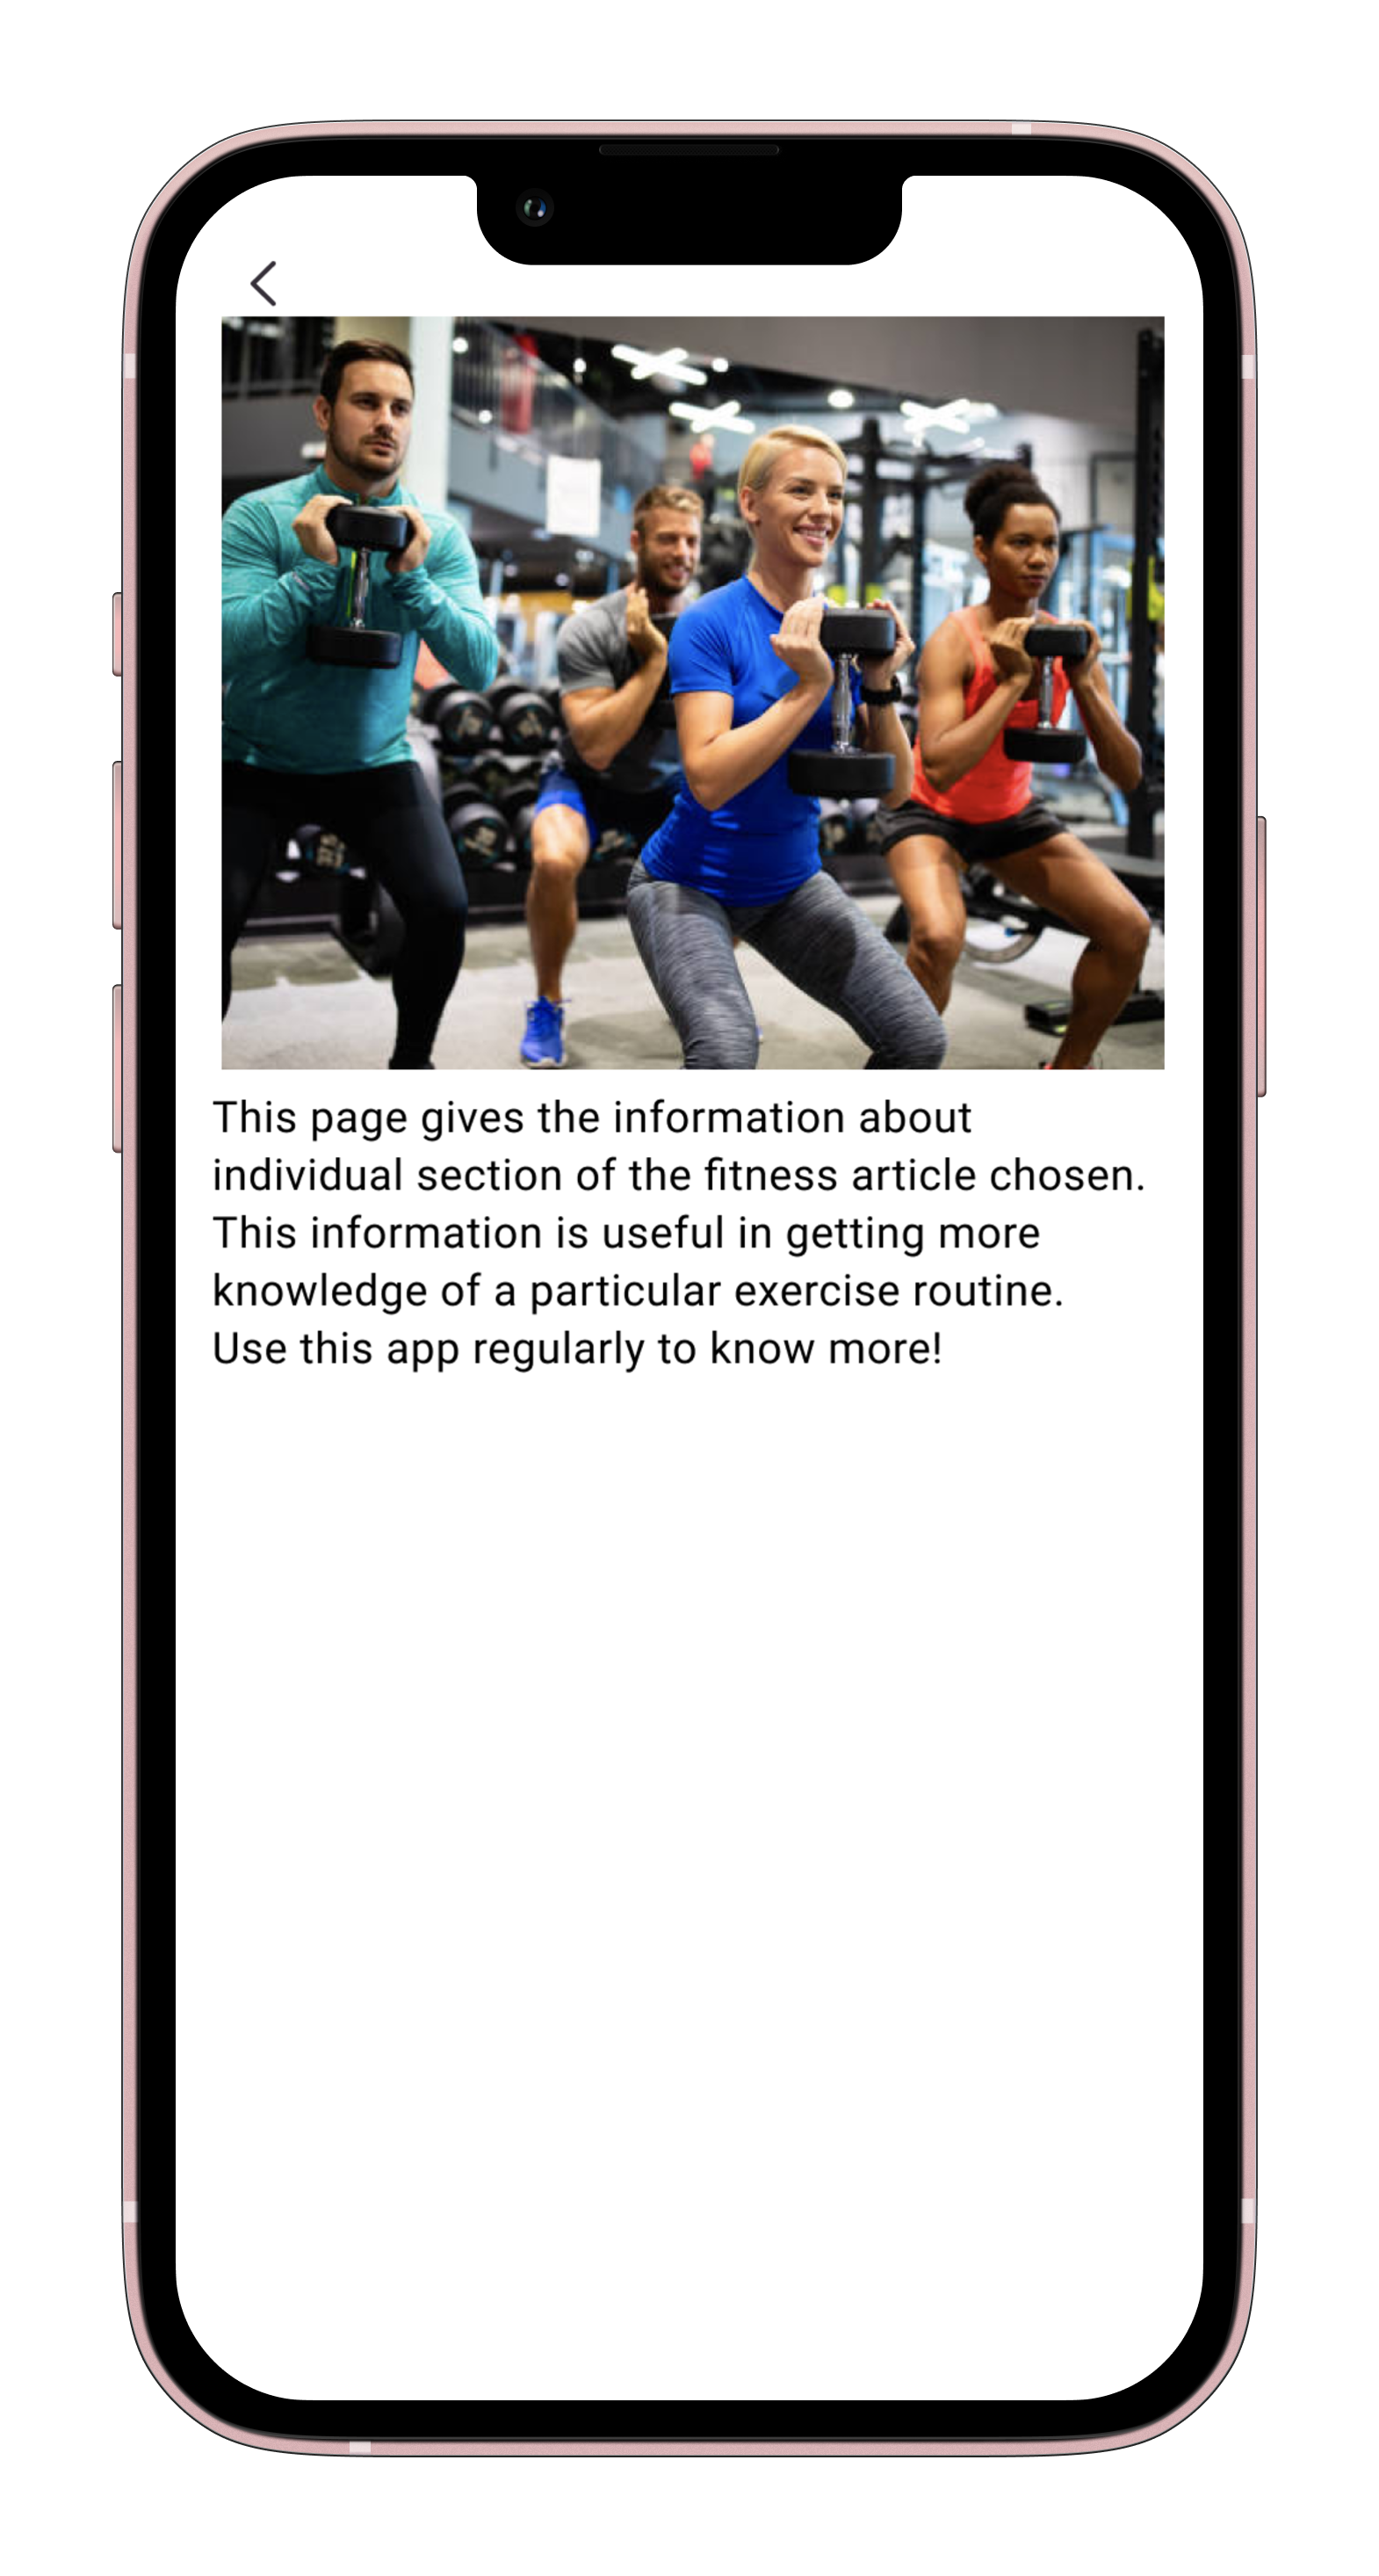 This page gives the information about
individual section of the fitness article chosen.
This information is useful in getting more
knowledge of a particular exercise routine.
Use this app regularly to know more!